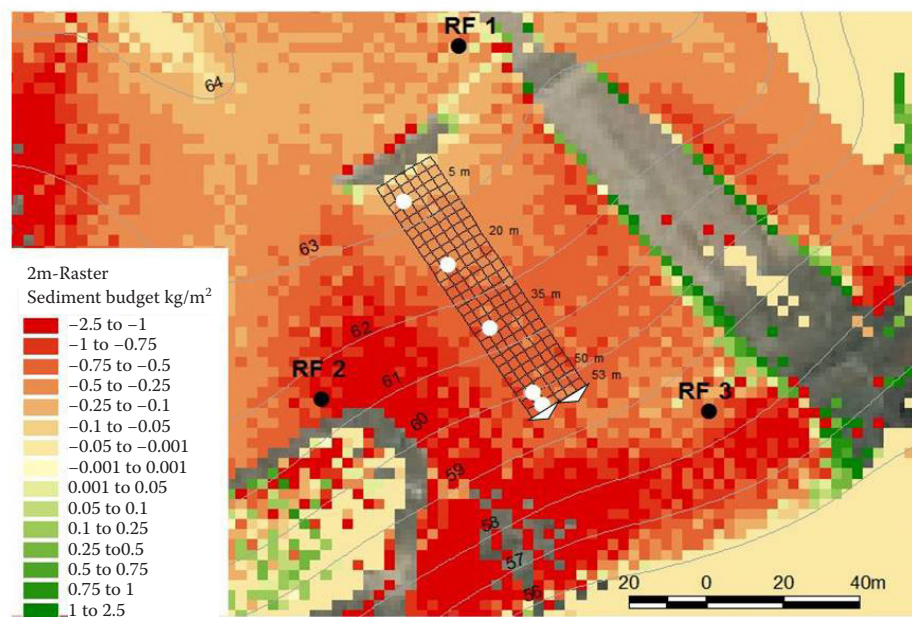 RF 1
64
5 m
20 m
63
35 m
62
50 m
53 m
RF 2
61
RF 3
60
59
58
57
56
2m-Raster
Sediment budget kg/m²
−2.5 to −1
−1 to −0.75
−0.75 to −0.5
−0.5 to −0.25
−0.25 to −0.1
−0.1 to −0.05
−0.05 to −0.001
-0.001 to 0.001
0.001 to 0.05
0.05 to 0.1
0.1 to 0.25
0.25 to0.5
0.5 to 0.75
0.75 to 1
1 to 2.5
20 0 20 40m